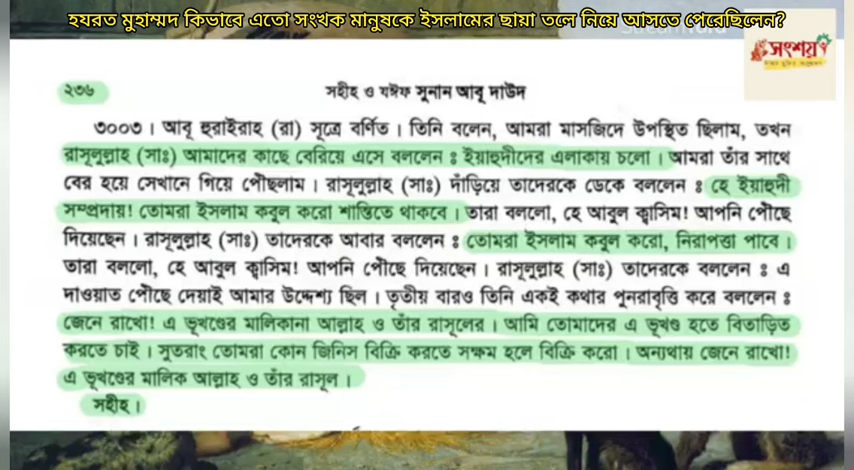 হযরত মুহাম্মদ কিভাবে এতো সংখক মানুষকে ইসলামের ছায়া তলে নিয়ে আসতে পেরেছিলেন?
সংশয়
২৩৬
সহীহ ও যঈফ সুনান আবূ দাউদ
৩০০৩। আবূ হুরাইরাহ (রা) সূত্রে বর্ণিত। তিনি বলেন, আমরা মাসজিদে উপস্থিত ছিলাম, তখন
রাসূলুল্লাহ (সাঃ) আমাদের কাছে বেরিয়ে এসে বললেন ঃ ইয়াহুদীদের এলাকায় চলো। আমরা তাঁর সাথে
বের হয়ে সেখানে গিয়ে পৌঁছলাম। রাসূলুল্লাহ (সাঃ) দাঁড়িয়ে তাদেরকে ডেকে বললেন ঃ হে ইয়াহুদী
সম্প্রদায়! তোমরা ইসলাম কবুল করো শান্তিতে থাকবে। তারা বললো, হে আবুল ক্বাসিম! আপনি পৌঁছে
দিয়েছেন। রাসূলুল্লাহ (সাঃ) তাদেরকে আবার বললেন ঃ তোমরা ইসলাম কবুল করো, নিরাপত্তা পাবে।
তারা বললো, হে আবুল ক্বাসিম! আপনি পৌঁছে দিয়েছেন। রাসূলুল্লাহ (সাঃ) তাদেরকে বললেন ঃ এ
দাওয়াত পৌঁছে দেয়াই আমার উদ্দেশ্য ছিল। তৃতীয় বারও তিনি একই কথার পুনরাবৃত্তি করে বললেন ঃ
জেনে রাখো! এ ভূখণ্ডের মালিকানা আল্লাহ ও তাঁর রাসূলের। আমি তোমাদের এ ভূখণ্ড হতে বিতাড়িত
করতে চাই। সুতরাং তোমরা কোন জিনিস বিক্রি করতে সক্ষম হলে বিক্রি করো। অন্যথায় জেনে রাখো!
এ ভূখণ্ডের মালিক আল্লাহ ও তাঁর রাসূল।
সহীহ।